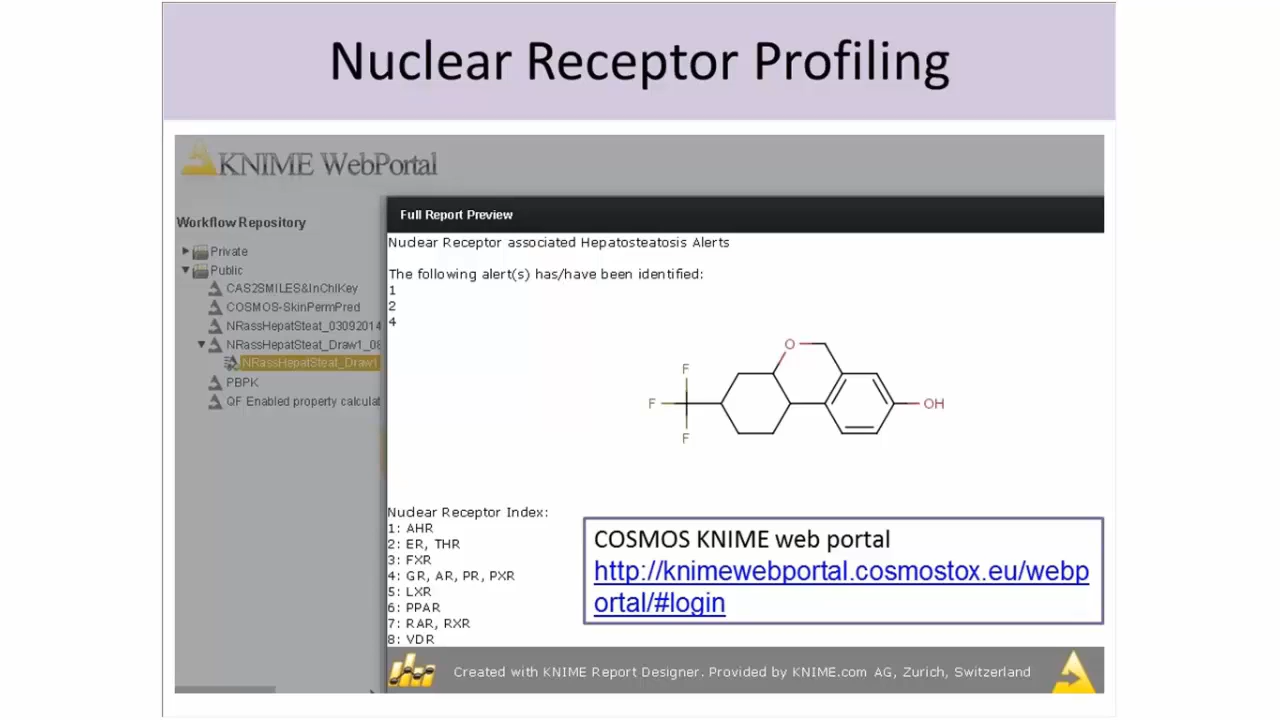 Nuclear Receptor Profiling
KNIME WebPortal
Workflow Repository
Private
Public
CAS2SMILES&InChIKey
COSMOS-SkinPermPred
NRassHepatSteat_03092014
NRassHepatSteat_Draw1_08
NRassHepatSteat_Draw1
PBPK
QF Enabled property calculat
Full Report Preview
Nuclear Receptor associated Hepatosteatosis Alerts
The following alert(s) has/have been identified:
1
2
4
O
F
F
F
OH
Nuclear Receptor Index:
1: AHR
2: ER, THR
3: FXR
4: GR, AR, PR, PXR
5: LXR
6: PPAR
7: RAR, RXR
8: VDR
COSMOS KNIME web portal
http://knimewebportal.cosmostox.eu/webp
ortal/#login
Created with KNIME Report Designer. Provided by KNIME.com AG, Zurich, Switzerland